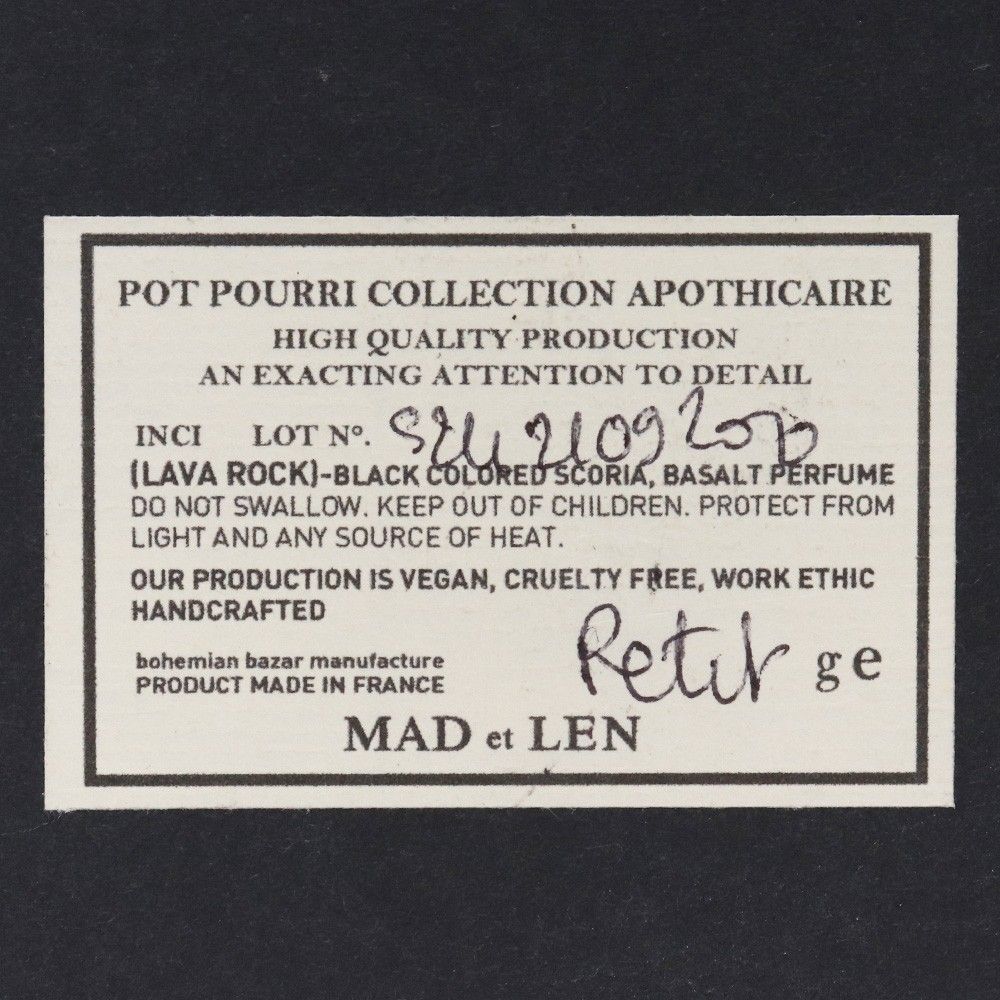 POT POURRI COLLECTION APOTHICAIRE
HIGH QUALITY PRODUCTION
AN EXACTING ATTENTION TO DETAIL
INCI LOT Nº.
(LAVA ROCK)-BLACK COLORED SCORIA, BASALT PERFUME
DO NOT SWALLOW. KEEP OUT OF CHILDREN. PROTECT FROM
LIGHT AND ANY SOURCE OF HEAT.
OUR PRODUCTION IS VEGAN, CRUELTY FREE, WORK ETHIC
HANDCRAFTED
bohemian bazar manufacture
PRODUCT MADE IN FRANCE
Petit g e
MAD et LEN